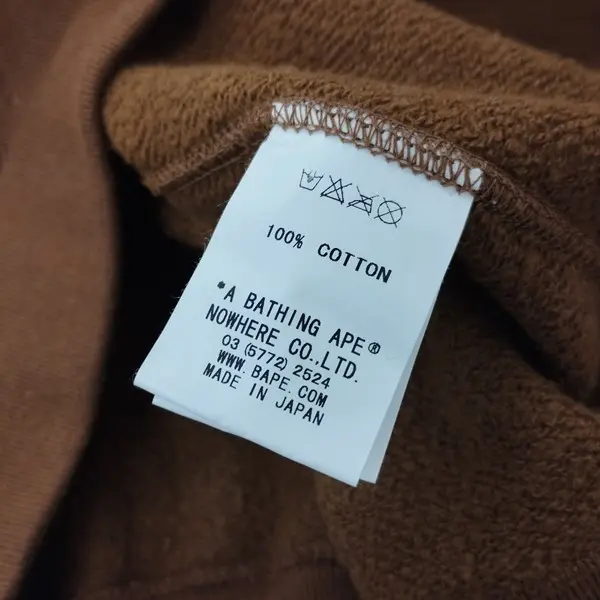 100% COTTON
*A BATHING APE®
NOWHERE CO.,LTD.
03 (5772) 2524
WWW.BAPE.COM
MADE IN JAPAN